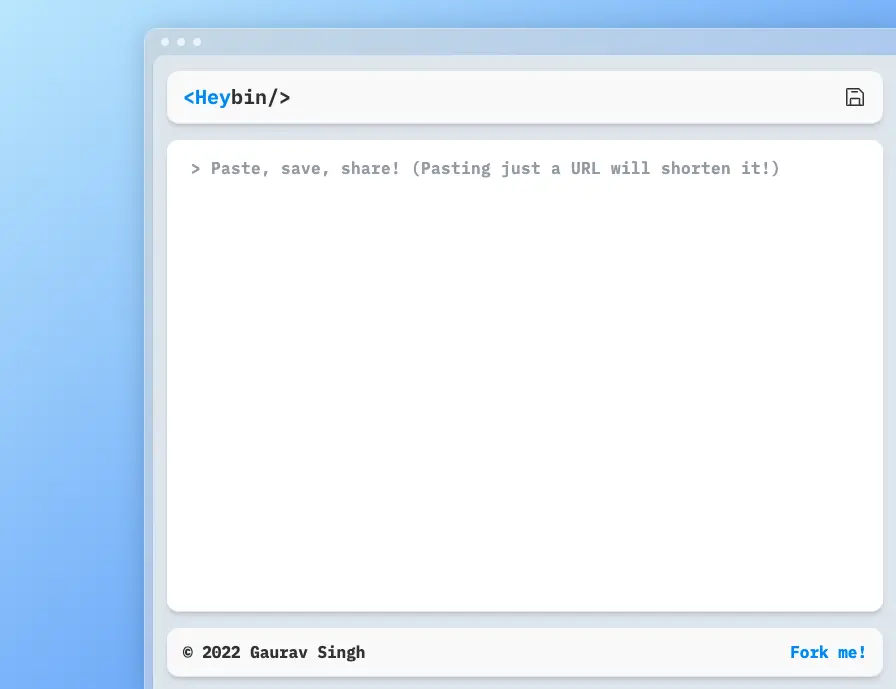 <Heybin/>
> Paste, save, share! (Pasting just a URL will shorten it!)
© 2022 Gaurav Singh
Fork me!